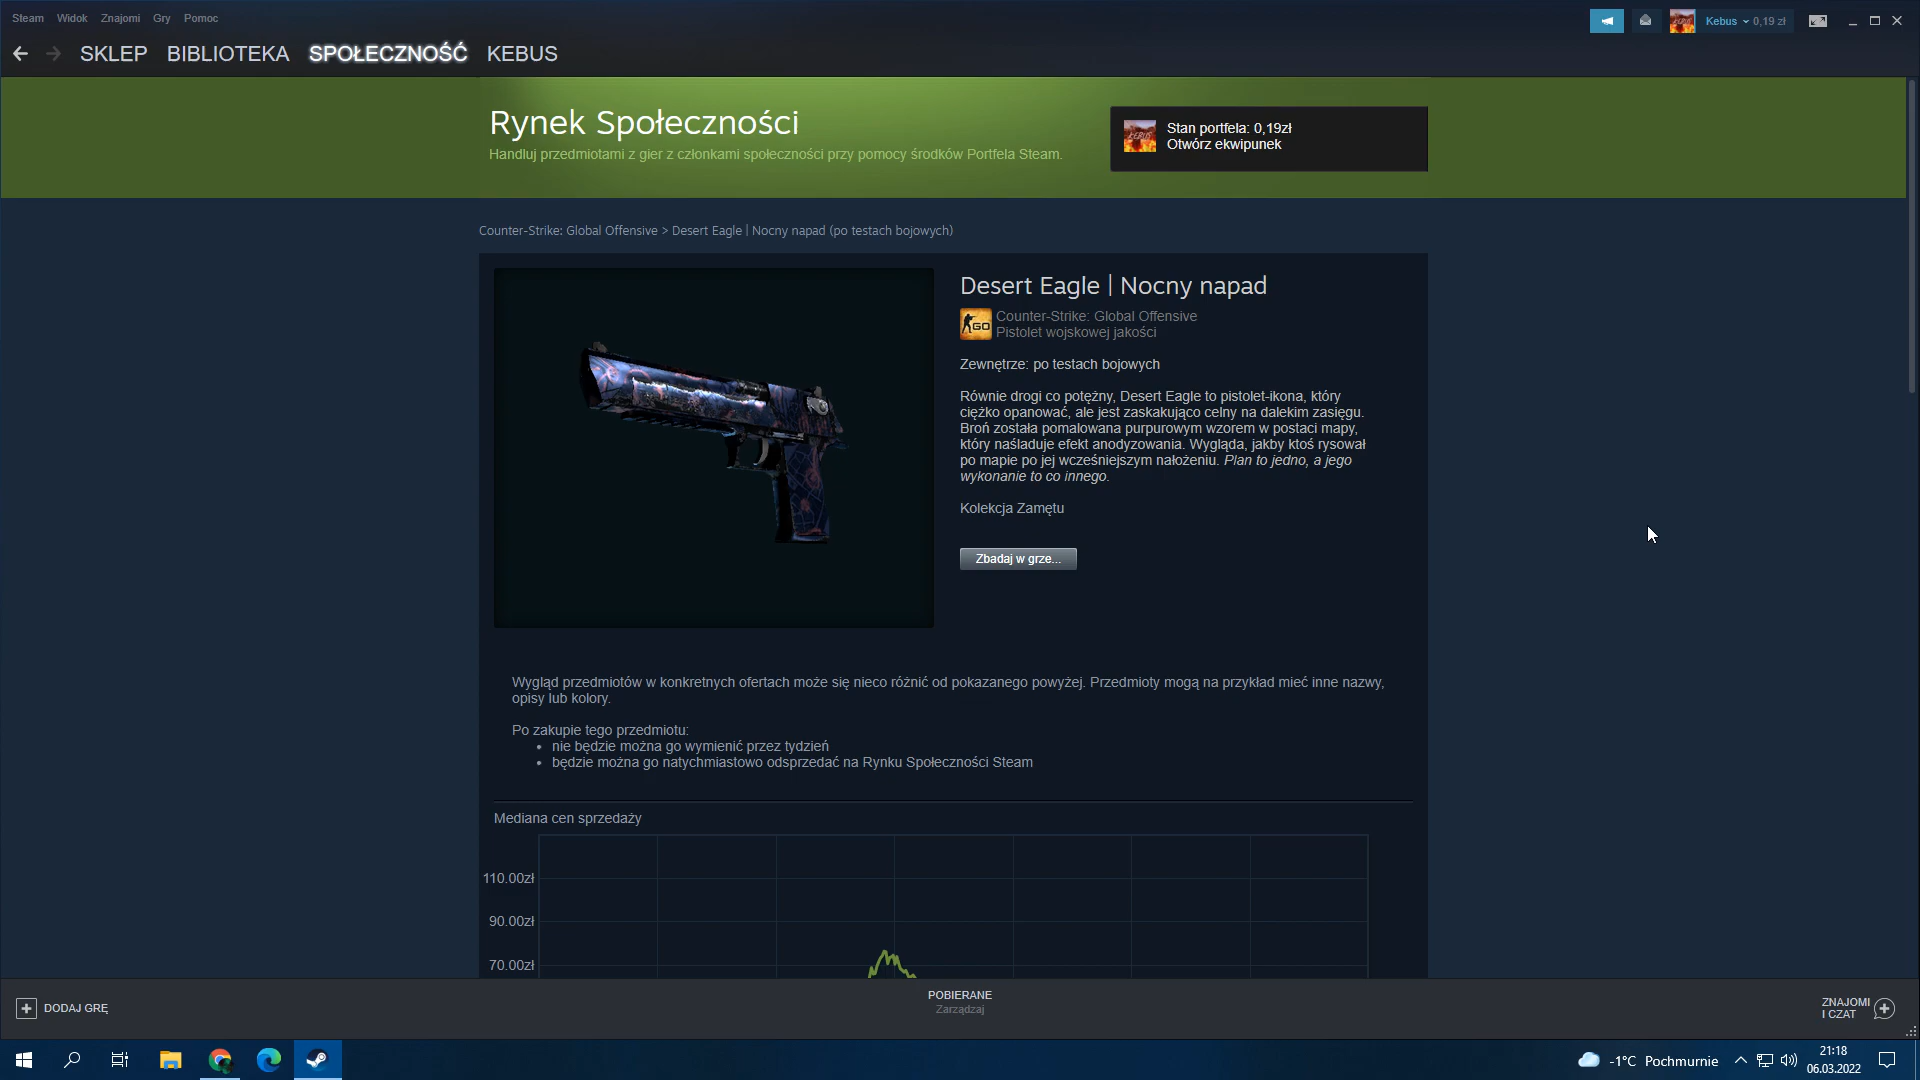 Steam Widok Znajomi Gry Pomoc
Kebus 0,19 zł
SKLEP BIBLIOTEKA SPOŁECZNOŚĆ KEBUS
Rynek Społeczności
Handluj przedmiotami z gier z członkami społeczności przy pomocy środków Portfela Steam.
Stan portfela: 0,19zł
Otwórz ekwipunek
Counter-Strike: Global Offensive > Desert Eagle | Nocny napad (po testach bojowych)
Desert Eagle | Nocny napad
GO
Counter-Strike: Global Offensive
Pistolet wojskowej jakości
Zewnętrze: po testach bojowych
Równie drogi co potężny, Desert Eagle to pistolet-ikona, który
ciężko opanować, ale jest zaskakująco celny na dalekim zasięgu.
Broń została pomalowana purpurowym wzorem w postaci mapy,
który naśladuje efekt anodyzowania. Wygląda, jakby ktoś rysował
po mapie po jej wcześniejszym nałożeniu. Plan to jedno, a jego
wykonanie to co innego.
Kolekcja Zamętu
Zbadaj w grze...
Wygląd przedmiotów w konkretnych ofertach może się nieco różnić od pokazanego powyżej. Przedmioty mogą na przykład mieć inne nazwy,
opisy lub kolory.
Po zakupie tego przedmiotu:
• nie będzie można go wymienić przez tydzień
• będzie można go natychmiastowo odsprzedać na Rynku Społeczności Steam
Mediana cen sprzedaży
110.00zł
90.00zł
70.00zł
DODAJ GRĘ
POBIERANE
Zarządzaj
ZNAJOMI
I CZAT
-1°C Pochmurnie
21:18
06.03.2022